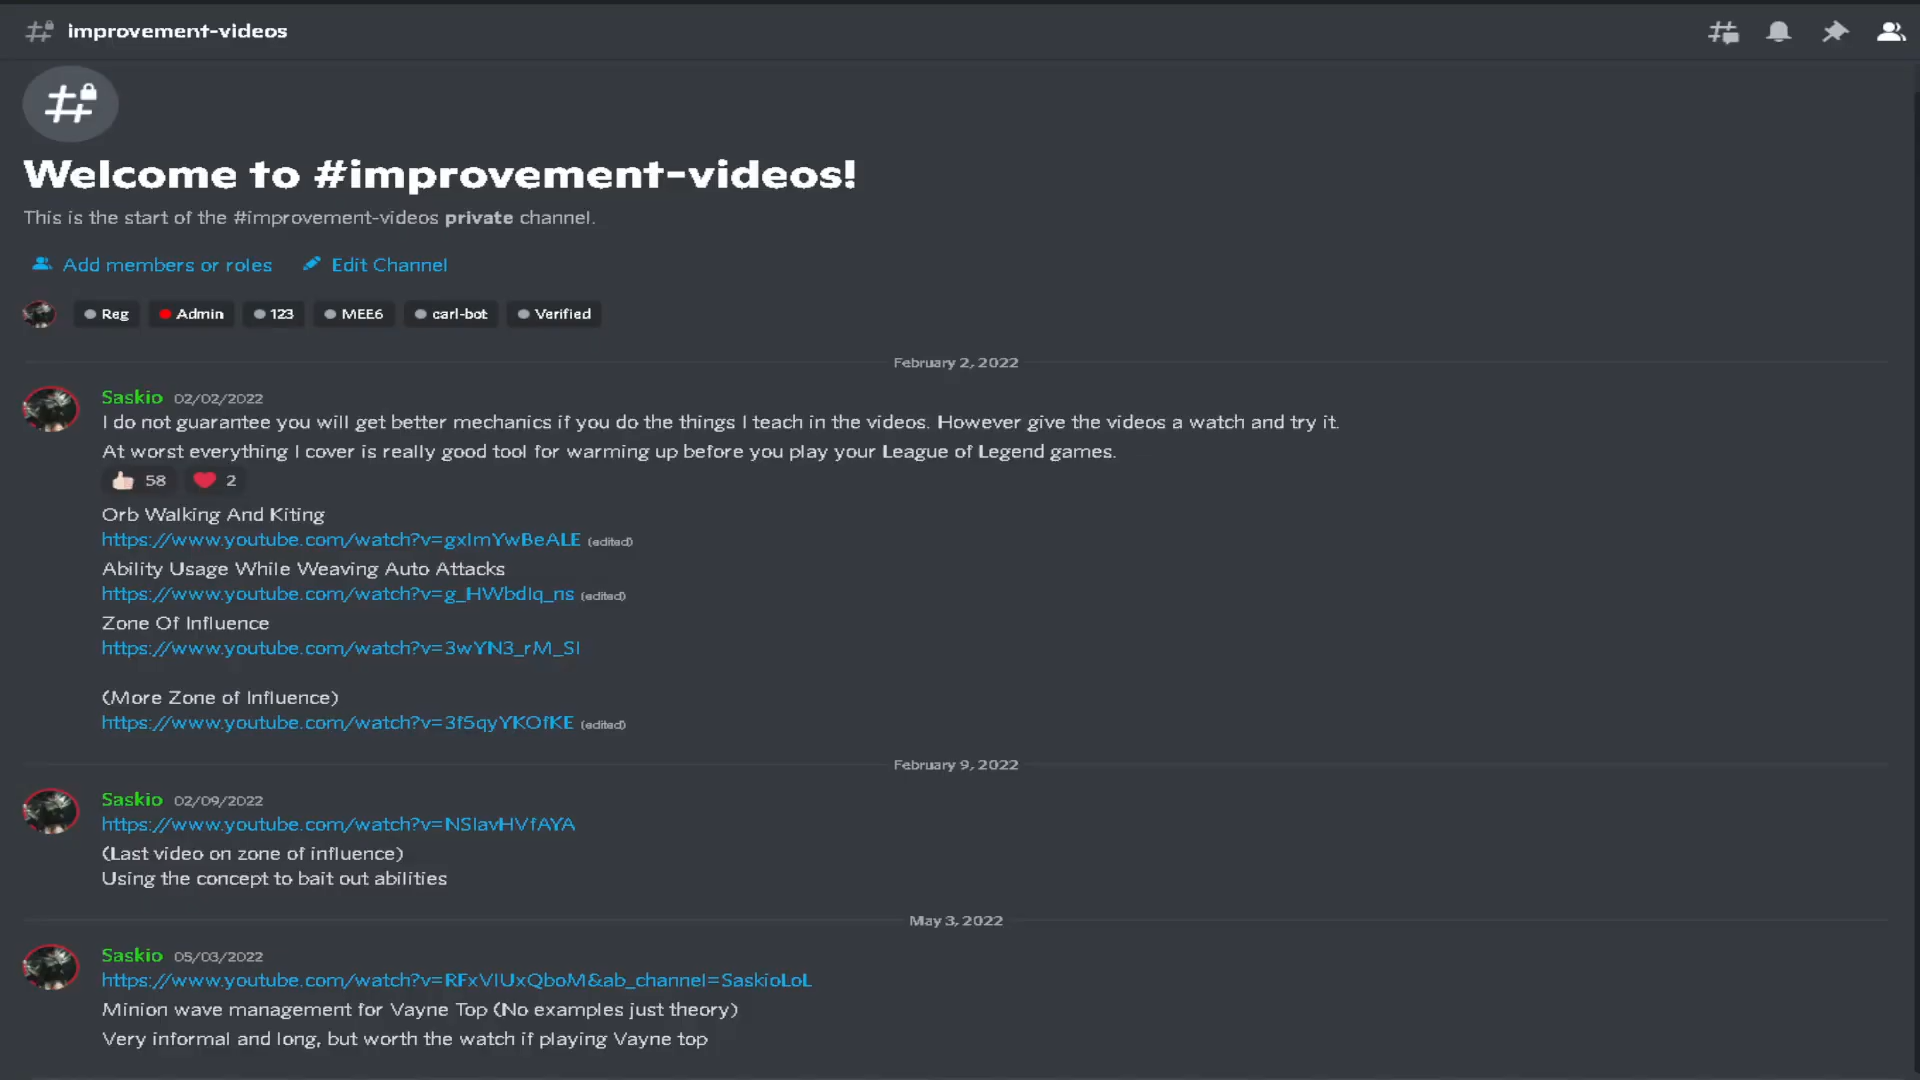 improvement-videos
Welcome to #improvement-videos!
This is the start of the #improvement-videos private channel.
Add members or roles Edit Channel
Reg Admin 123 MEE6 carl-bot Verified
February 2, 2022
Saskio 02/02/2022
I do not guarantee you will get better mechanics if you do the things I teach in the videos. However give the videos a watch and try it.
At worst everything I cover is really good tool for warming up before you play your League of Legend games.
58 2
Orb Walking And Kiting
https://www.youtube.com/watch?v=gxImYwBeALE (edited)
Ability Usage While Weaving Auto Attacks
https://www.youtube.com/watch?v=g_HWbdIq_ns (edited)
Zone Of Influence
https://www.youtube.com/watch?v=3wYN3_rM_SI
(More Zone of Influence)
https://www.youtube.com/watch?v=3f5qyYKOfKE (edited)
February 9, 2022
Saskio 02/09/2022
https://www.youtube.com/watch?v=NSlavHVfAYA
(Last video on zone of influence)
Using the concept to bait out abilities
May 3, 2022
Saskio 05/03/2022
https://www.youtube.com/watch?v=RFxVlUxQboM&ab_channel=SaskioLoL
Minion wave management for Vayne Top (No examples just theory)
Very informal and long, but worth the watch if playing Vayne top